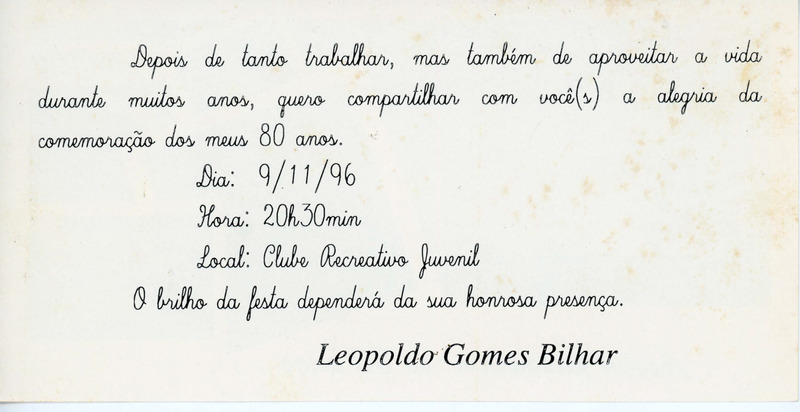 Depois de tanto trabalhar, mas também de aproveitar a vida
durante muitos anos, quero compartilhar com você(s) a alegria da
comemoração dos meus 80 anos.
Dia: 9/11/96
Hora: 20h30min
Local: Clube Recreativo Juvenil
O brilho da festa dependerá da sua honrosa presença.
Leopoldo Gomes Bilhar